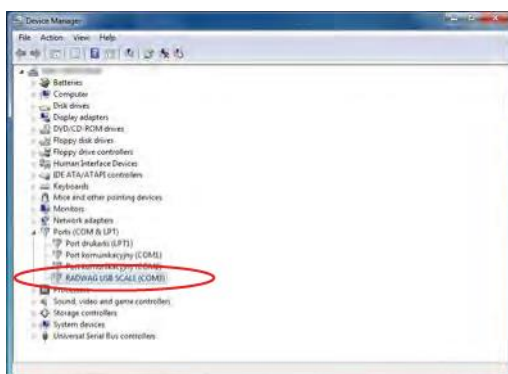 Device Manager
File Action View Help
Batteries
Computer
Disk drives
Display adapters
DVD/CD-ROM drives
Floppy disk drives
Floppy drive controllers
Human Interface Devices
IDE ATA/ATAPI controllers
Keyboards
Mice and other pointing devices
Monitors
Network adapters
Ports (COM & LPT)
Port drukarki (LPT1)
Port komunikacyjny (COM1)
Port komunikacyjny
RADWAG USB SCALE (COM3)
Processors
Sound, video and game controllers
Storage controllers
System devices
Universal Serial Bus controllers